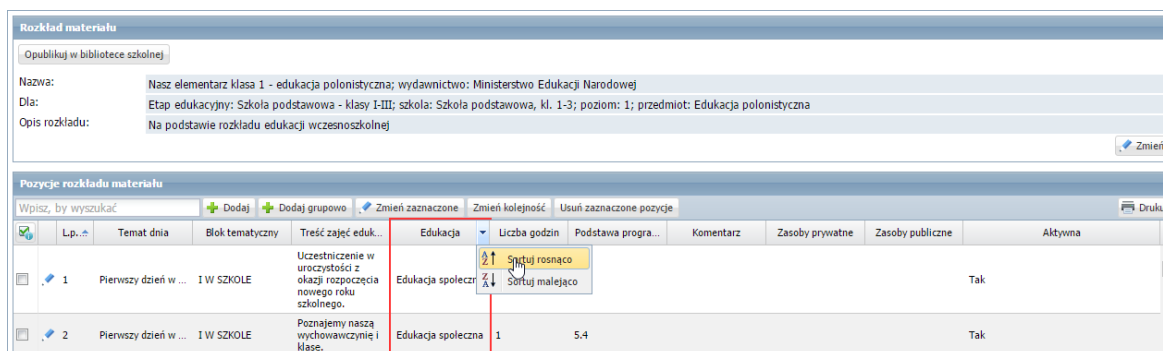 Rozkład materiału
Opublikuj w bibliotece szkolnej
Nazwa: Nasz elementarz klasa 1 - edukacja polonistyczna; wydawnictwo: Ministerstwo Edukacji Narodowej
Dla: Etap edukacyjny: Szkoła podstawowa - klasy I-III; szkola: Szkoła podstawowa, kl. 1-3; poziom: 1; przedmiot: Edukacja polonistyczna
Opis rozkładu: Na podstawie rozkładu edukacji wczesnoszkolnej
Zmień
Pozycje rozkładu materiału
Wpisz, by wyszukać Dodaj Dodaj grupowo Zmień zaznaczone Zmień kolejność Usuń zaznaczone pozycje Druku
L.p... Temat dnia Blok tematyczny Treść zajęć eduk... Edukacja Liczba godzin Podstawa progra... Komentarz Zasoby prywatne Zasoby publiczne Aktywna
Sortuj rosnąco
Sortuj malejąco
1 Pierwszy dzień w ... I W SZKOLE
Uczestniczenie w
uroczystości z
okazji rozpoczęcia
nowego roku
szkolnego.
Edukacja społeczn
Tak
2 Pierwszy dzień w ... I W SZKOLE
Poznajemy naszą
wychowawczynię i
klasę.
Edukacja społeczna 1 5.4 Tak